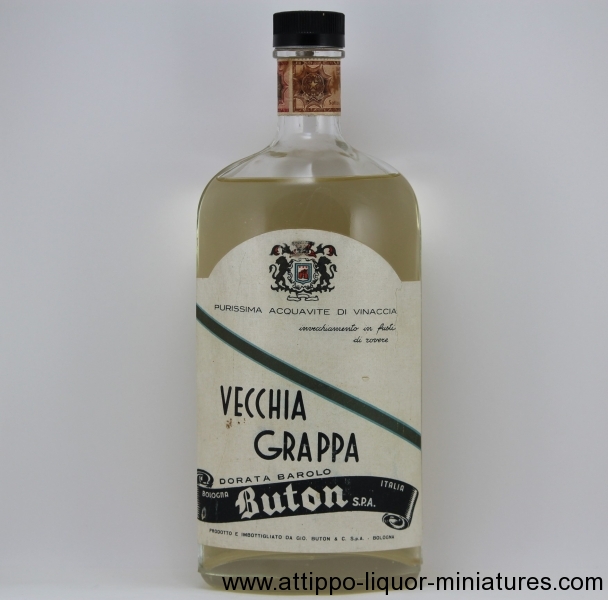 PURISSIMA ACQUAVITE DI VINACCIA
invecchiamento in fusti
di rovere
VECCHIA
GRAPPA
DORATA BAROLO
BOLOGNA
Buton S.P.A.
ITALIA
PRODOTTO E IMBOTTIGLIATO DA GIO. BUTON & C. S.p.A. - BOLOGNA
www.attippo-liquor-miniatures.com